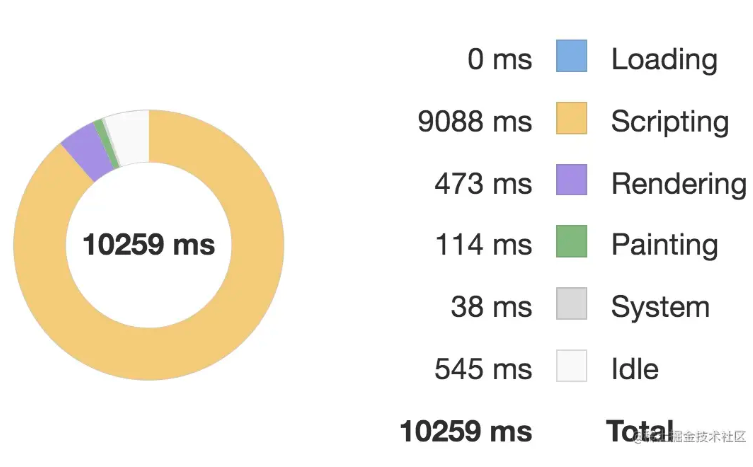 0 ms Loading
9088 ms Scripting
473 ms Rendering
10259 ms
114 ms Painting
38 ms System
545 ms Idle
10259 ms Total
@稀土掘金技术社区